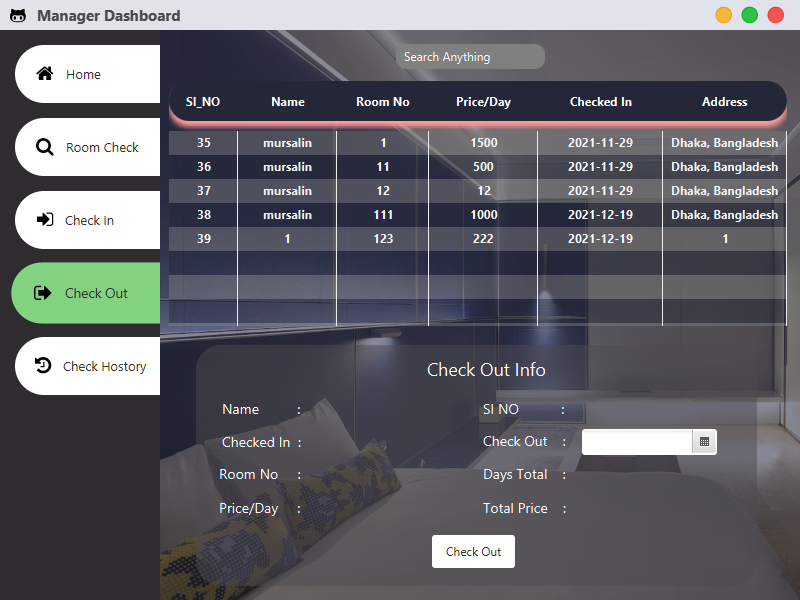 Manager Dashboard
Home
Room Check
Check In
Check Out
Check Hostory
Search Anything
SI_NO Name Room No Price/Day Checked In Address
35 mursalin 1 1500 2021-11-29 Dhaka, Bangladesh
36 mursalin 11 500 2021-11-29 Dhaka, Bangladesh
37 mursalin 12 12 2021-11-29 Dhaka, Bangladesh
38 mursalin 111 1000 2021-12-19 Dhaka, Bangladesh
39 1 123 222 2021-12-19 1
Check Out Info
Name : SI NO :
Checked In : Check Out :
Room No : Days Total :
Price/Day : Total Price :
Check Out